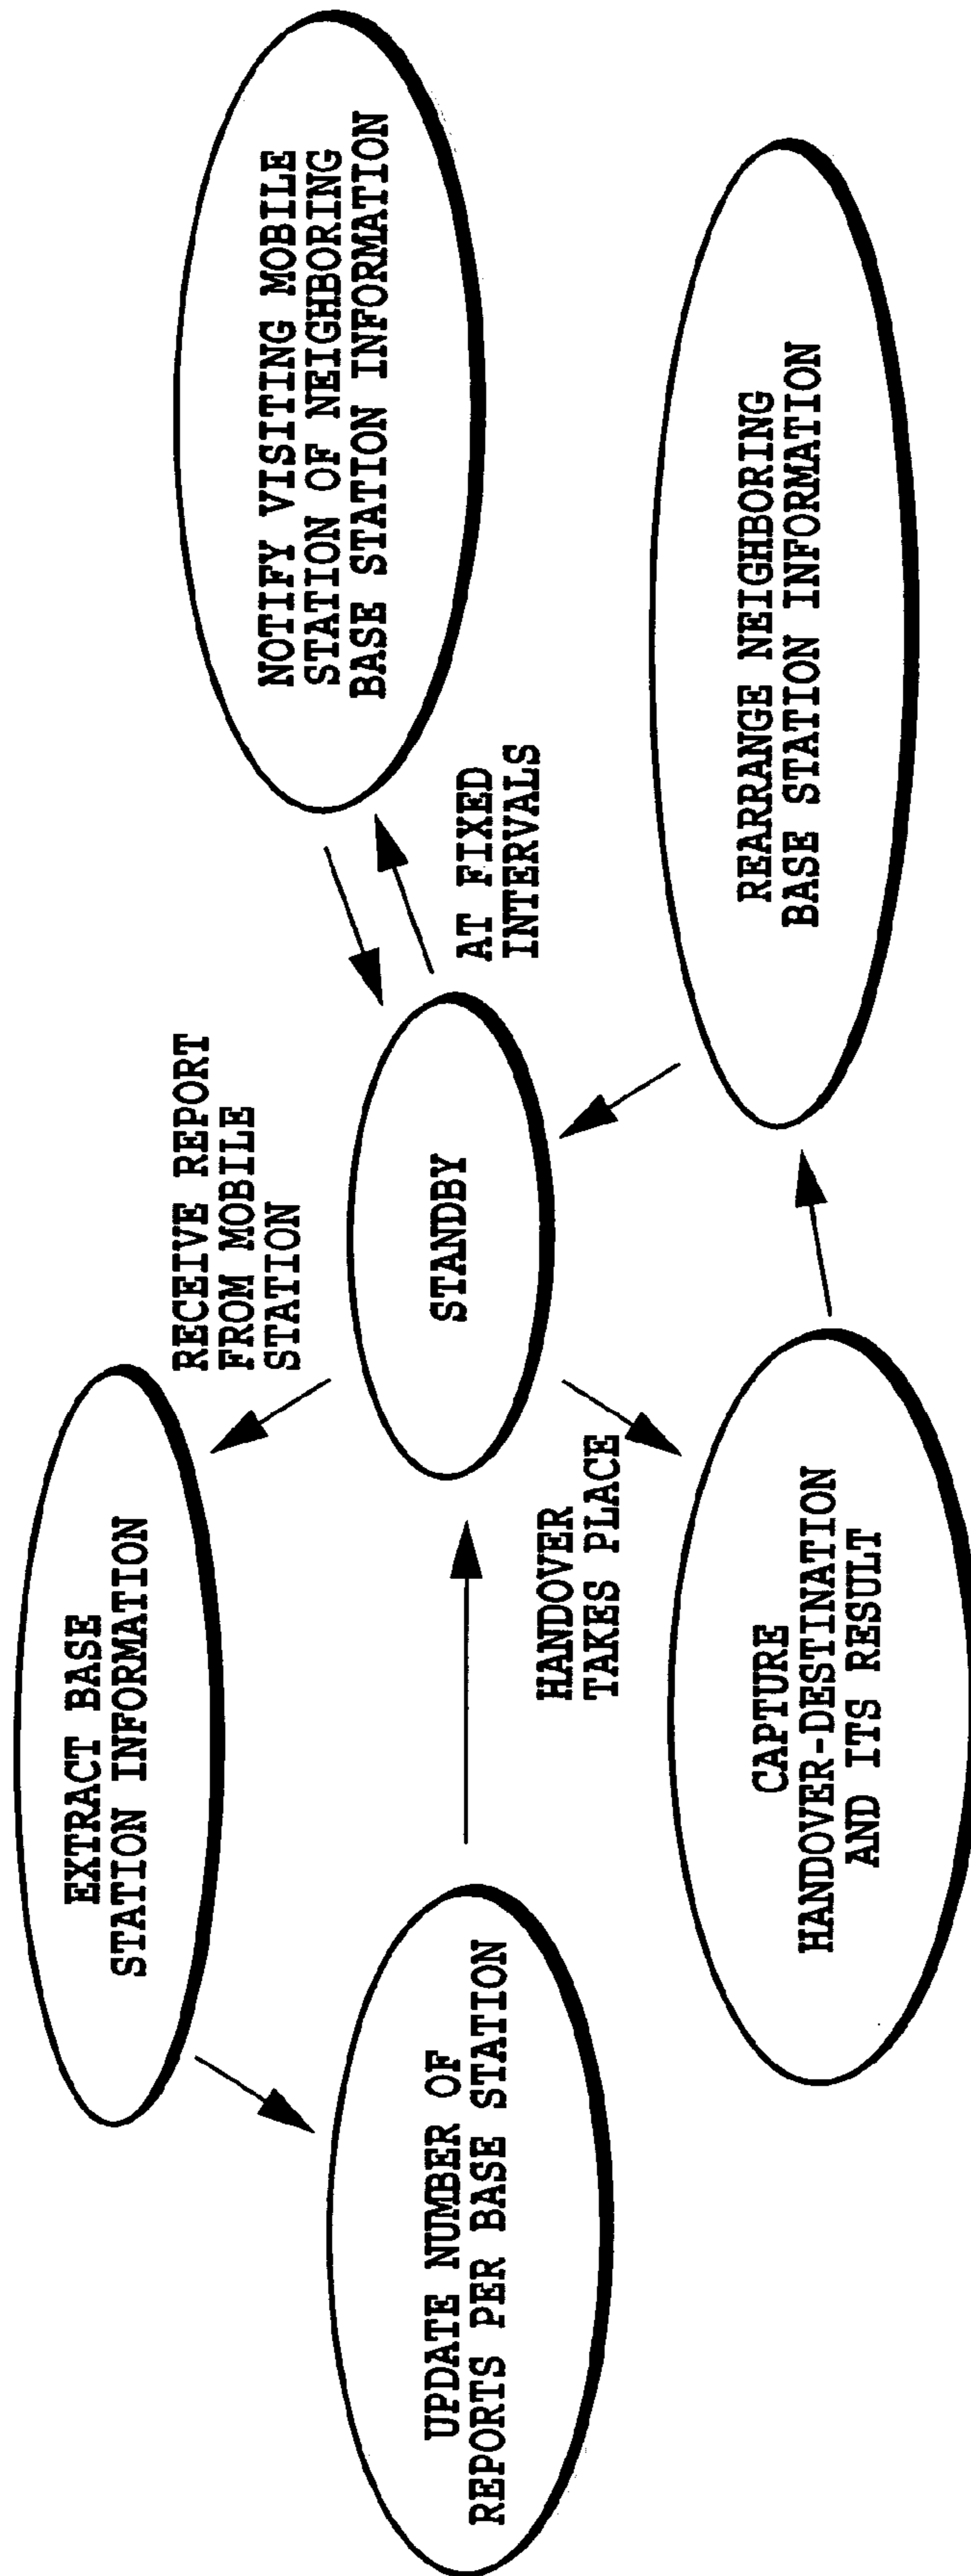 EXTRACT BASE
STATION INFORMATION
RECEIVE REPORT
FROM MOBILE
STATION
NOTIFY VISITING MOBILE
STATION OF NEIGHBORING
BASE STATION INFORMATION
UPDATE NUMBER OF
REPORTS PER BASE STATION
STANDBY
AT FIXED
INTERVALS
HANDOVER
TAKES PLACE
CAPTURE
HANDOVER-DESTINATION
AND ITS RESULT
REARRANGE NEIGHBORING
BASE STATION INFORMATION